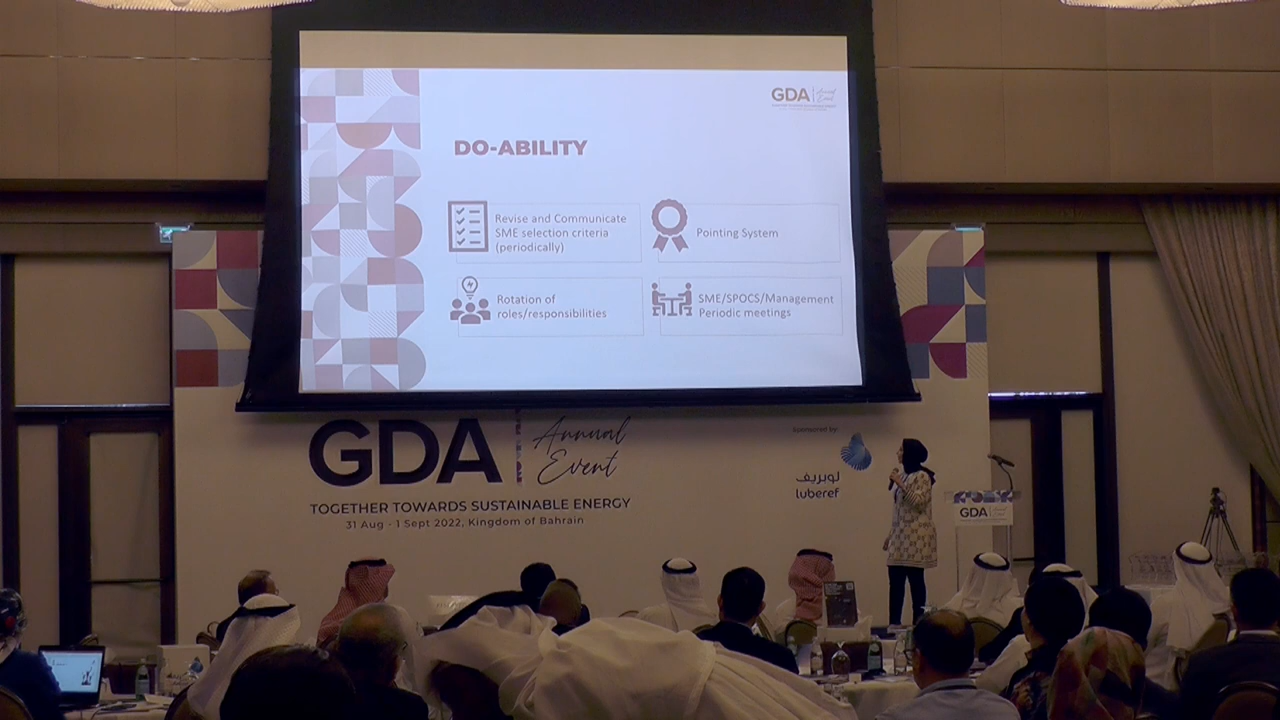 GDA Annual Event
DO-ABILITY
Revise and Communicate
SME selection criteria
(periodically)
Pointing System
Rotation of
roles/responsibilities
SME/SPOCS/Management
Periodic meetings
GDA Annual Event
TOGETHER TOWARDS SUSTAINABLE ENERGY
31 Aug - 1 Sept 2022, Kingdom of Bahrain
sponsored by:
لوبريف
luberef
GDA